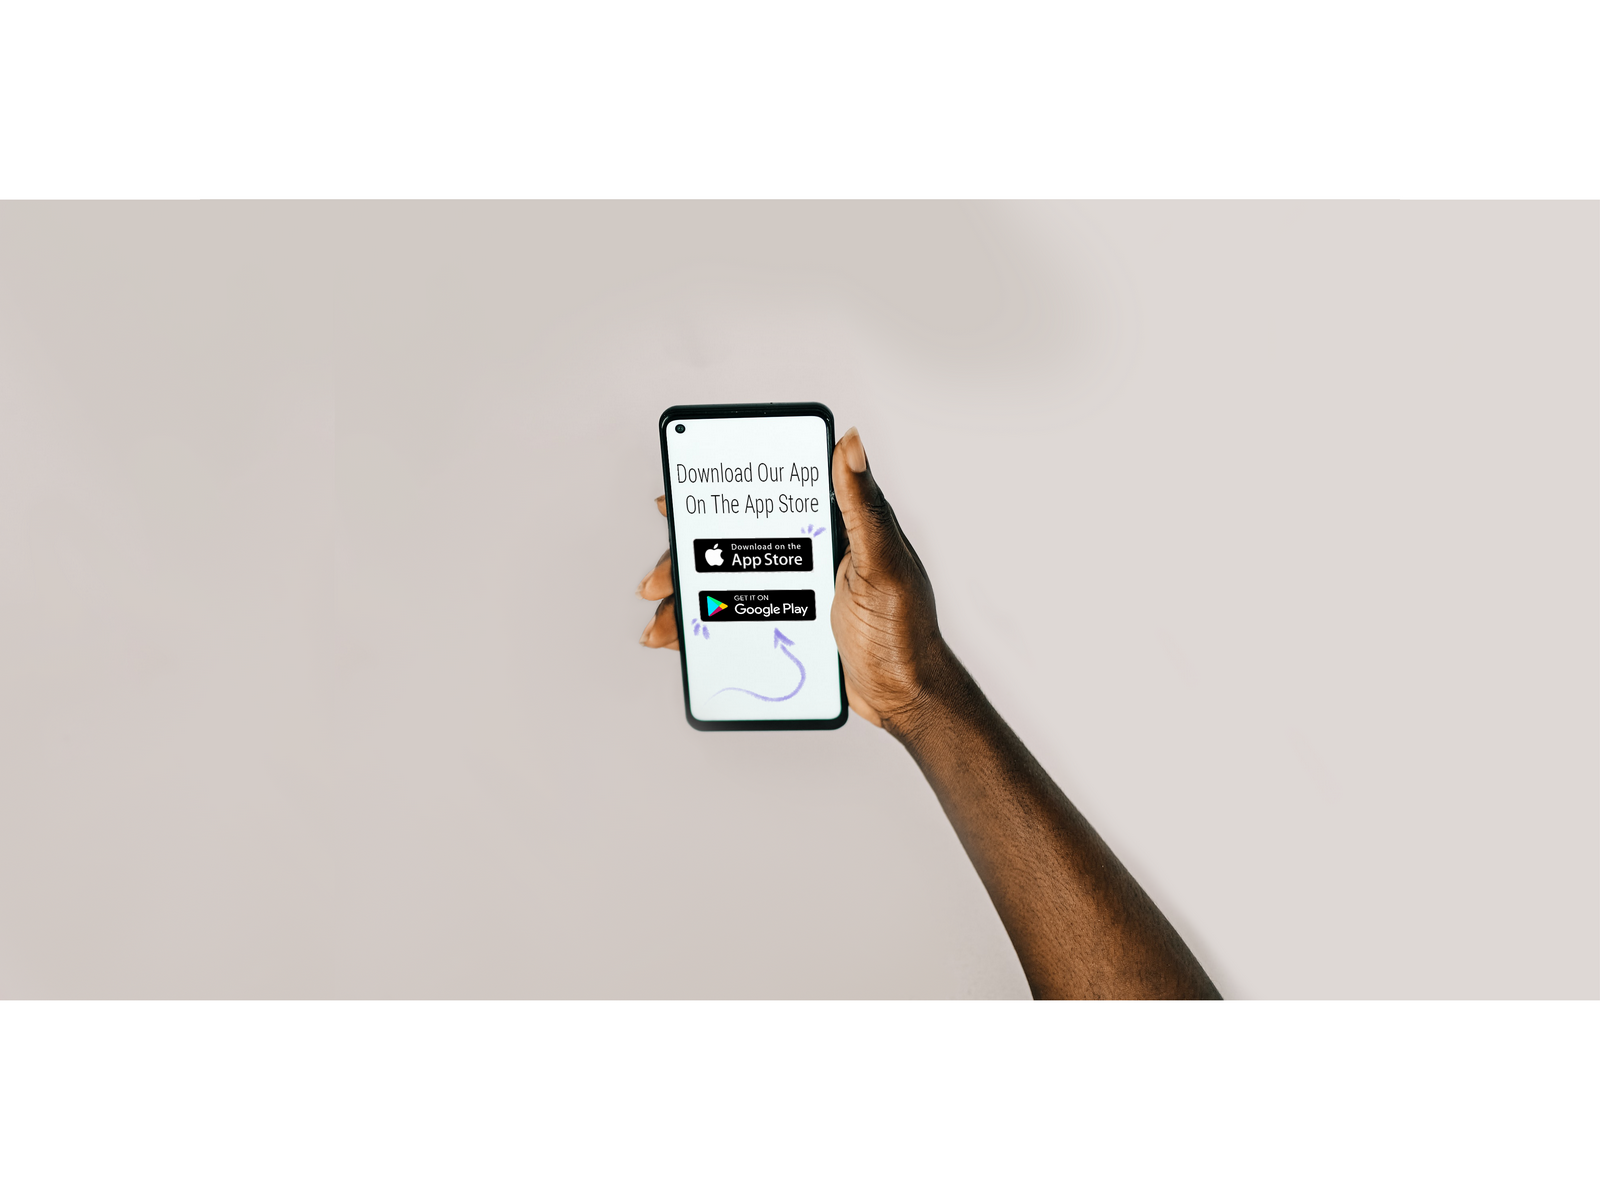 Download Our App
On The App Store
Download on the
App Store
GET IT ON
Google Play